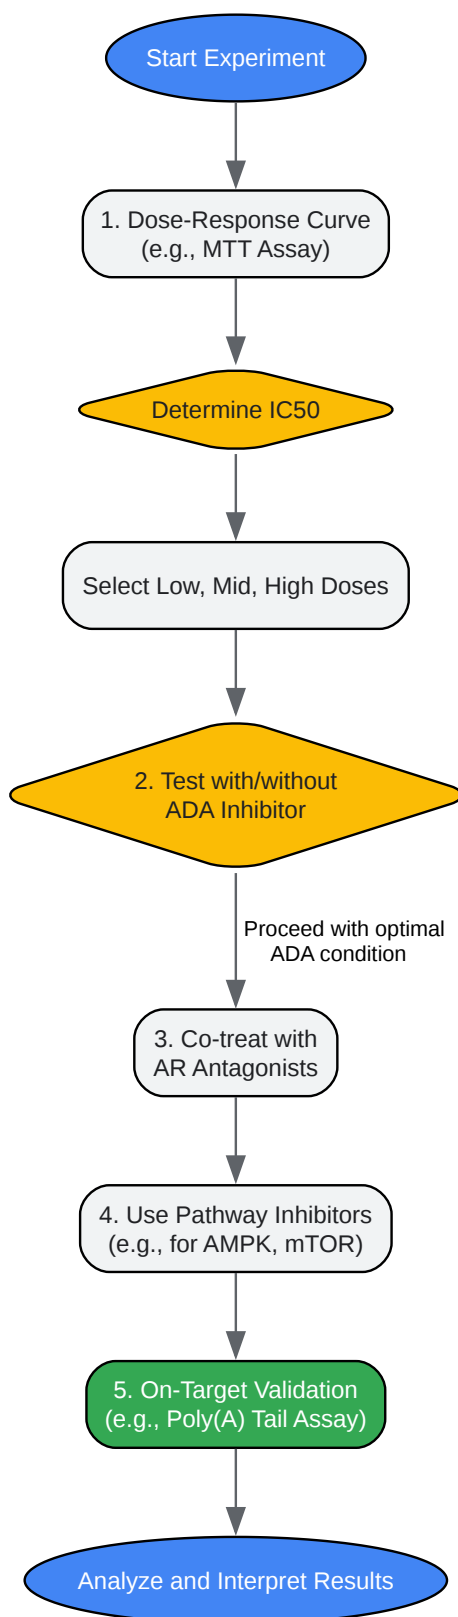 Start Experiment
1. Dose-Response Curve
(e.g., MTT Assay)
Determine IC50
Select Low, Mid, High Doses
2. Test with/without
ADA Inhibitor
Proceed with optimal
ADA condition
3. Co-treat with
AR Antagonists
4. Use Pathway Inhibitors
(e.g., for AMPK, mTOR)
5. On-Target Validation
(e.g., Poly(A) Tail Assay)
Analyze and Interpret Results